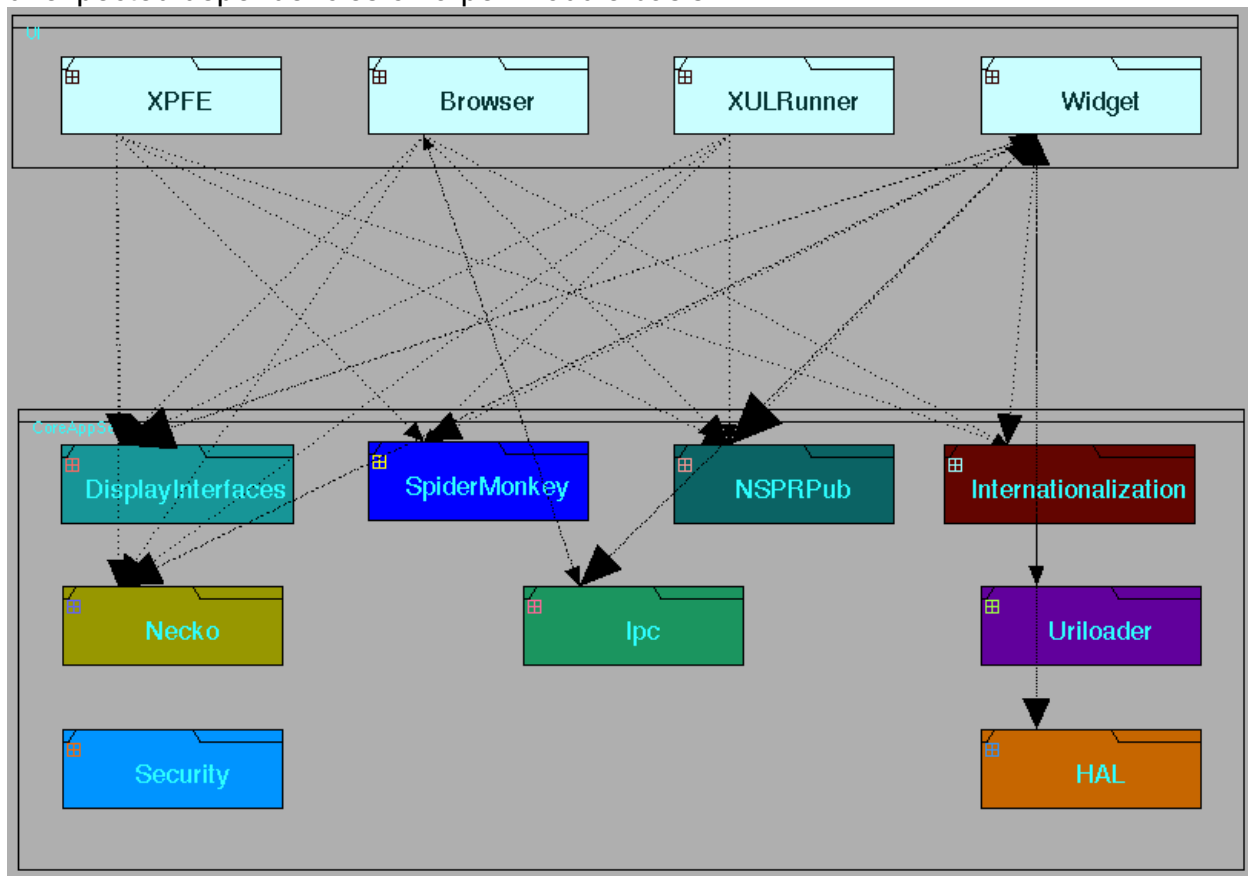 UI
XPFE
Browser
XULRunner
Widget
DisplayInterfaces
SpiderMonkey
NSPRPub
Internationalization
Necko
Ipc
Uriloader
Security
HAL